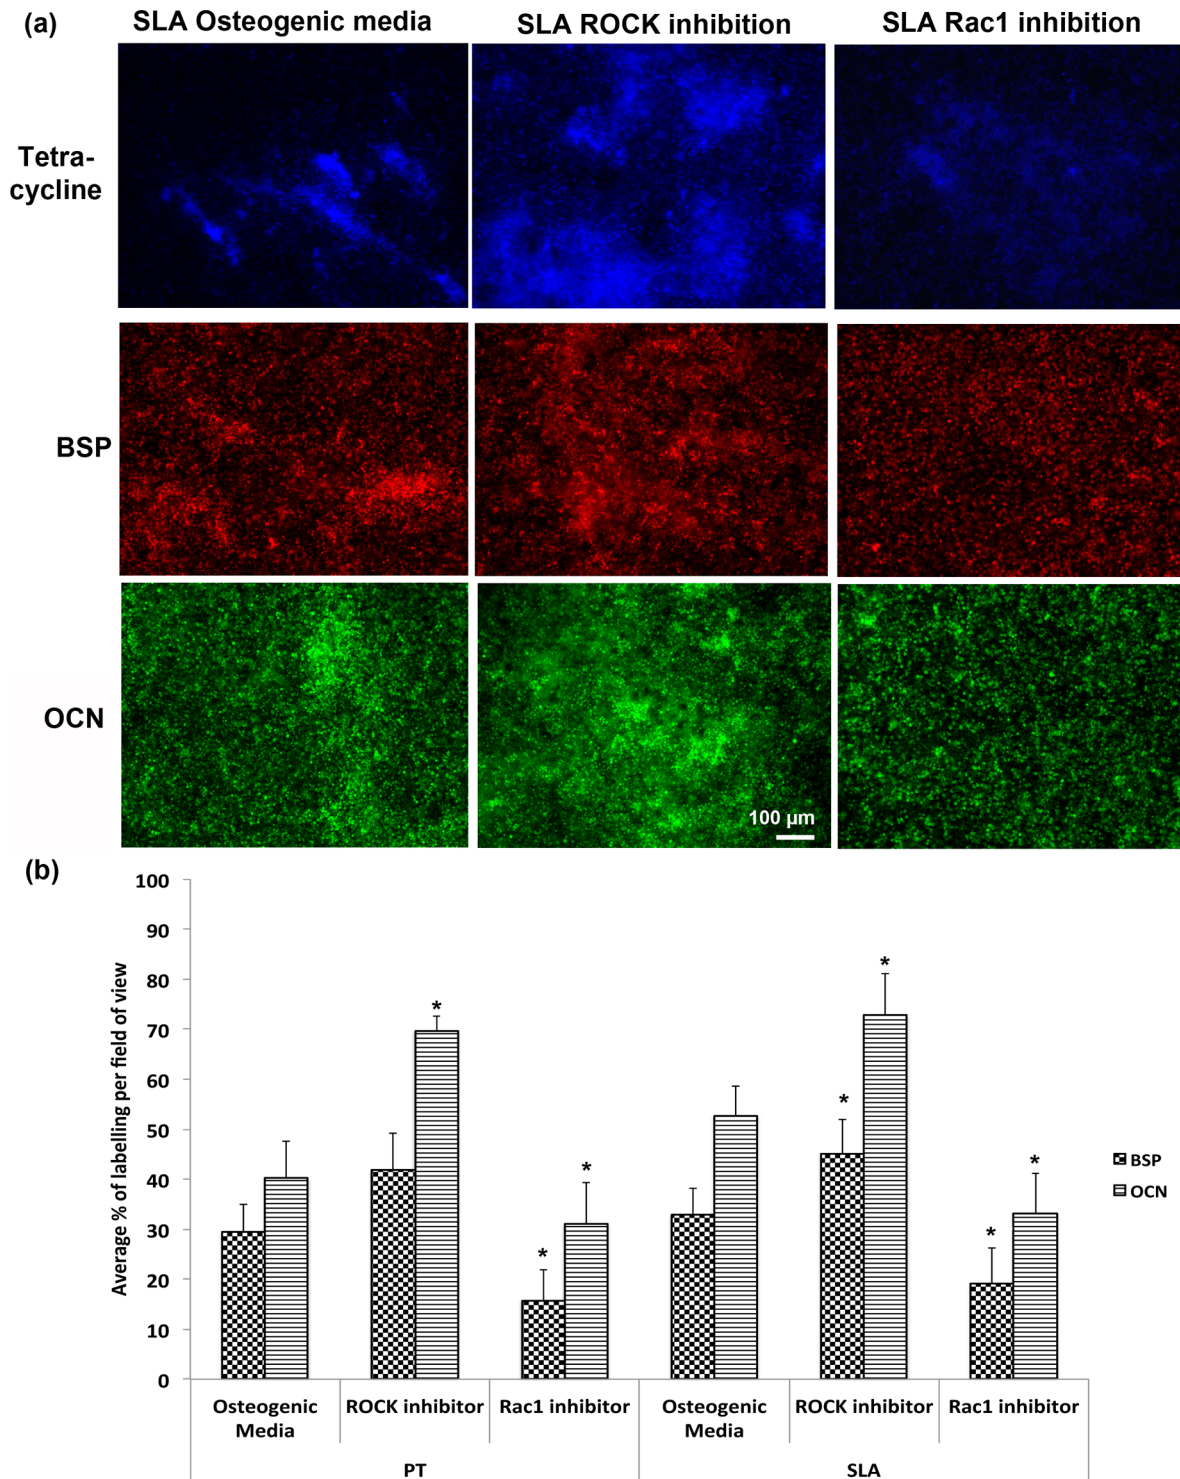 (a)
SLA Osteogenic media
SLA ROCK inhibition
SLA Rac1 inhibition
Tetra-
cycline
BSP
OCN
100 µm
(b)
Average % of labelling per field of view
100
90
80
70
60
50
40
30
20
10
0
*
*
*
*
*
*
*
BSP
OCN
Osteogenic
Media
ROCK inhibitor
Rac1 inhibitor
Osteogenic
Media
ROCK inhibitor
Rac1 inhibitor
PT
SLA